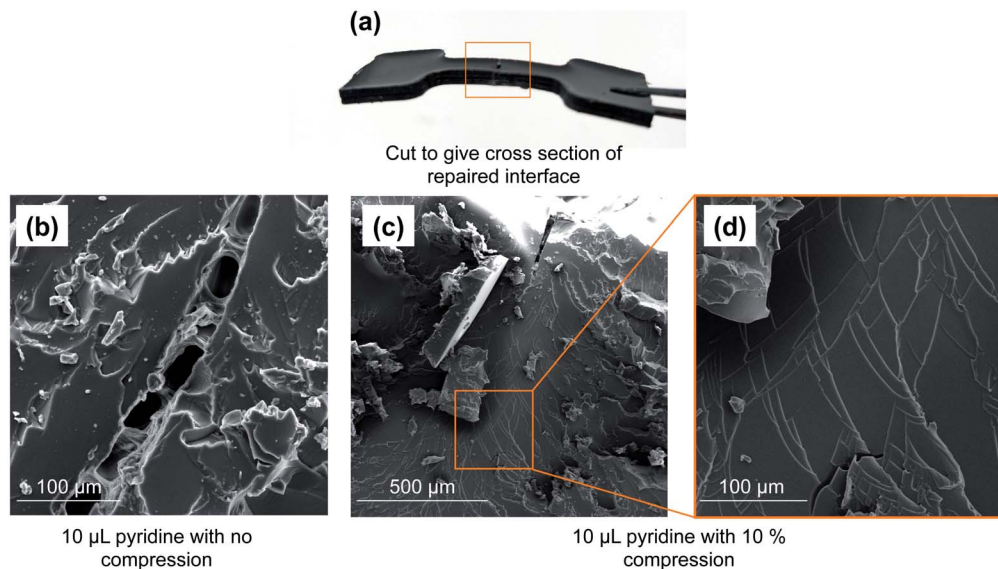 (a)
Cut to give cross section of
repaired interface
(b)
(c)
(d)
100 µm
500 µm
100 µm
10 µL pyridine with no
compression
10 µL pyridine with 10 %
compression